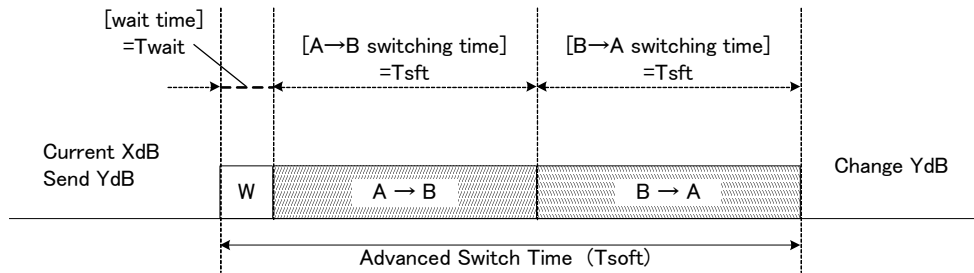 [wait time]
=Twait
[A→B switching time]
=Tsft
[B→A switching time]
=Tsft
Current XdB
Send YdB
W
A → B
B → A
Change YdB
Advanced Switch Time (Tsoft)